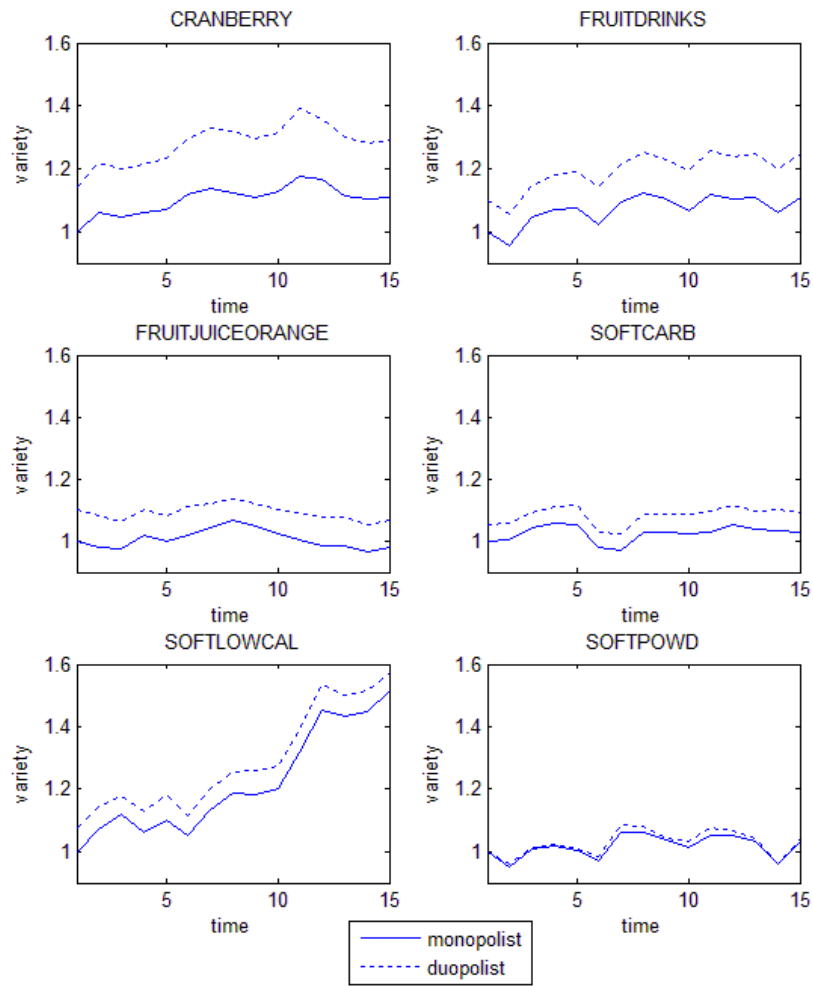 CRANBERRY
1.6
1.4
1.2
1
variety
5
10
15
time
FRUITDRINKS
1.6
1.4
1.2
1
variety
5
10
15
time
FRUITJUICEORANGE
1.6
1.4
1.2
1
variety
5
10
15
time
SOFTCARB
1.6
1.4
1.2
1
variety
5
10
15
time
SOFTLOWCAL
1.6
1.4
1.2
1
variety
5
10
15
time
SOFTPOWD
1.6
1.4
1.2
1
variety
5
10
15
time
monopolist
duopolist